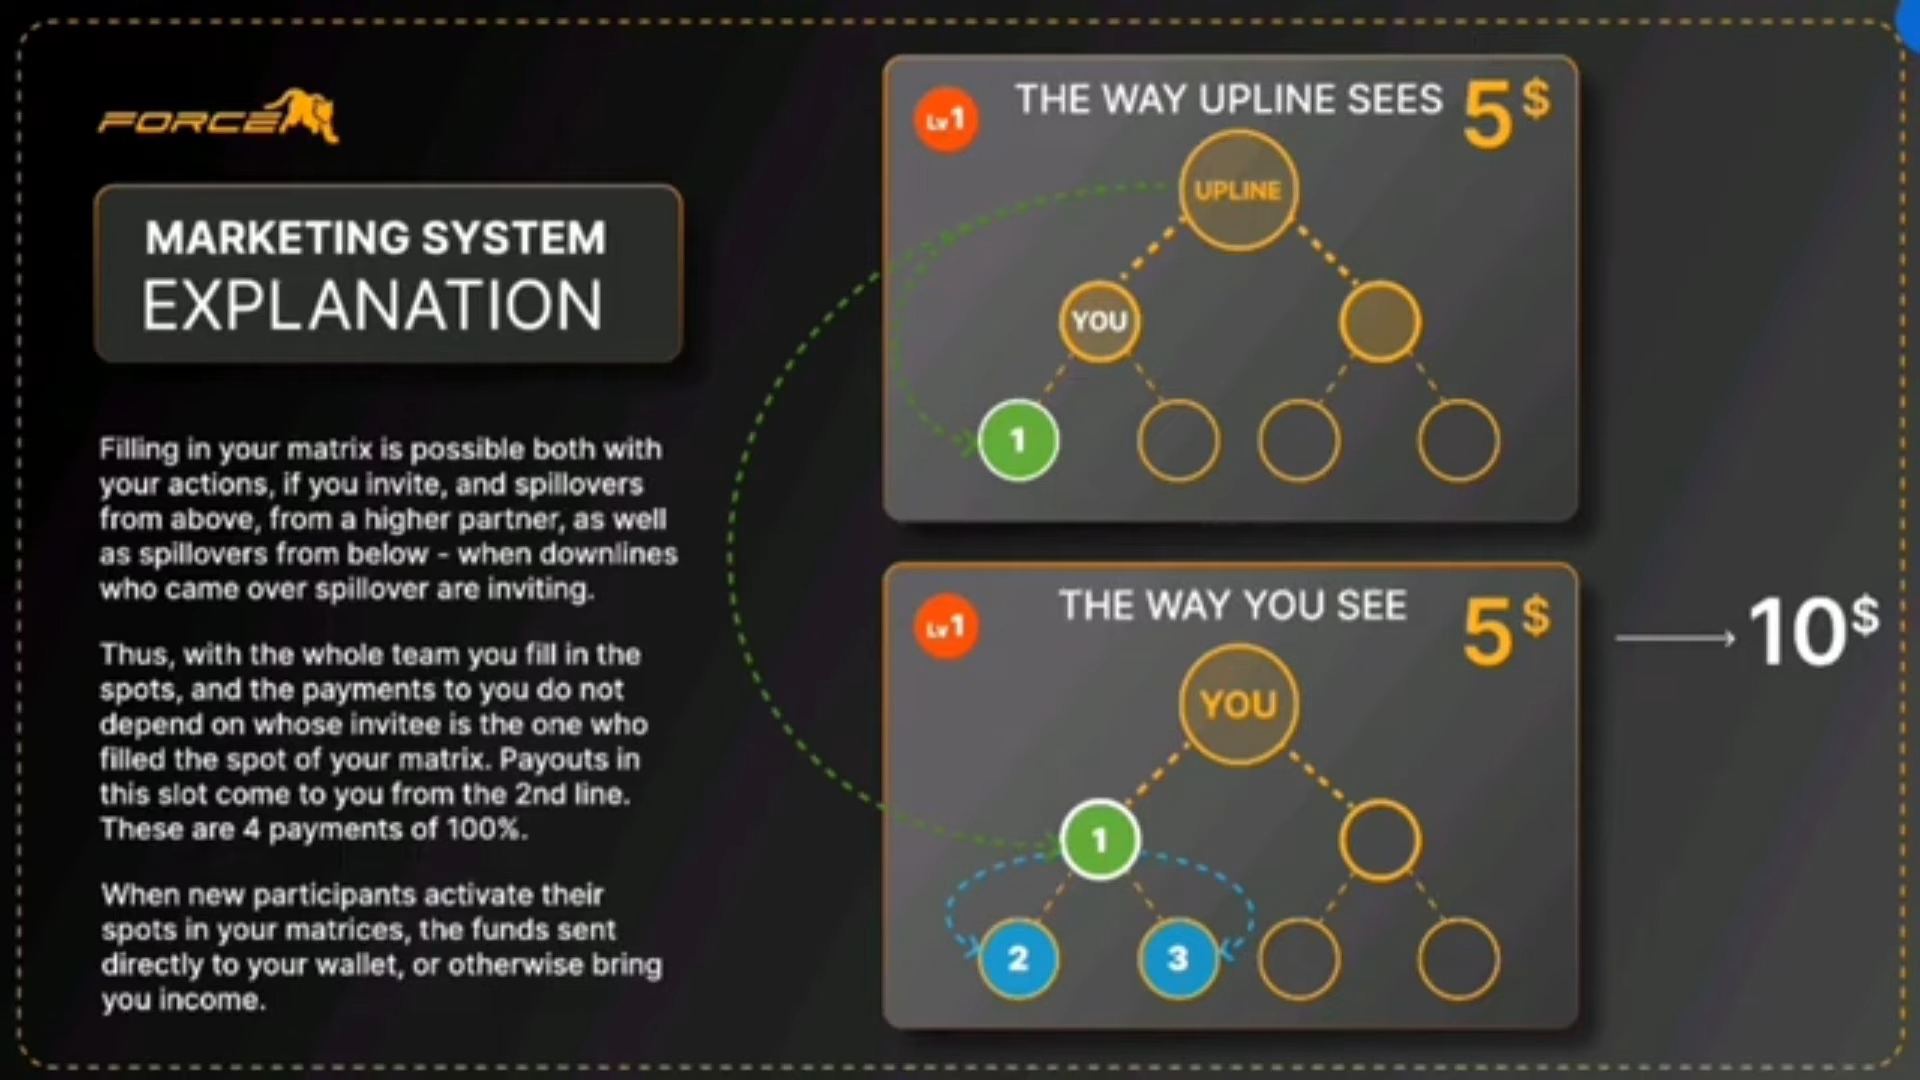 FORCE
MARKETING SYSTEM
EXPLANATION
Filling in your matrix is possible both with
your actions, if you invite, and spillovers
from above, from a higher partner, as well
as spillovers from below - when downlines
who came over spillover are inviting.
Thus, with the whole team you fill in the
spots, and the payments to you do not
depend on whose invitee is the one who
filled the spot of your matrix. Payouts in
this slot come to you from the 2nd line.
These are 4 payments of 100%.
When new participants activate their
spots in your matrices, the funds sent
directly to your wallet, or otherwise bring
you income.
Lv 1
THE WAY UPLINE SEES
5$
UPLINE
YOU
1
Lv 1
THE WAY YOU SEE
5$
10$
YOU
1
2
3